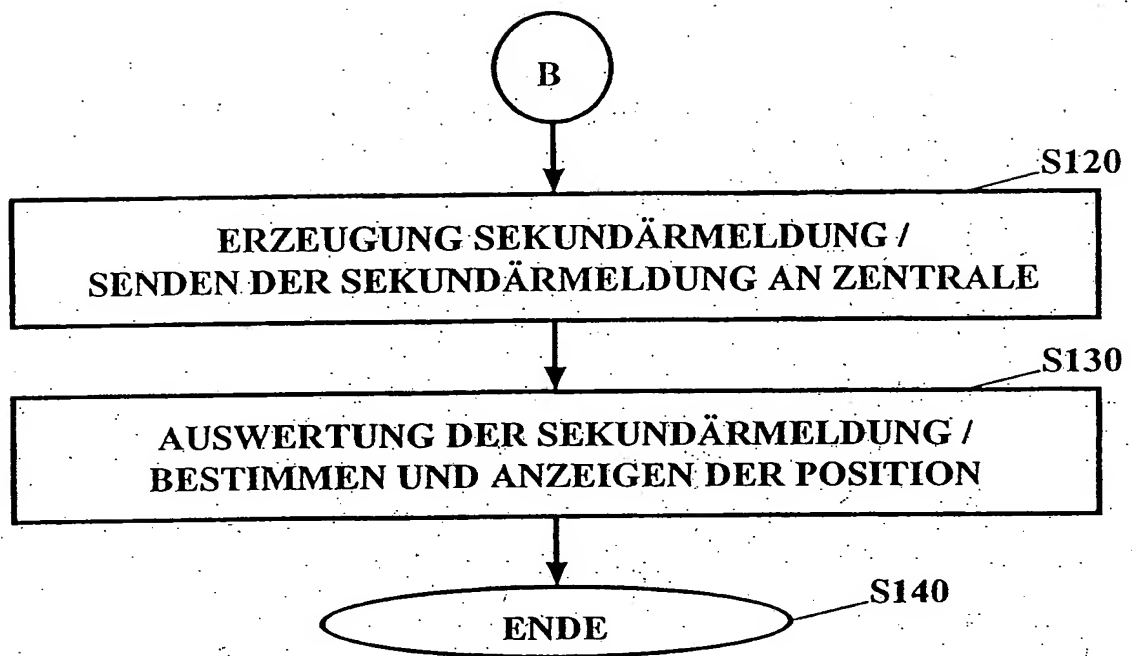 B
S120
ERZEUGUNG SEKUNDÄRMELDUNG /
SENDEN DER SEKUNDÄRMELDUNG AN ZENTRALE
S130
AUSWERTUNG DER SEKUNDÄRMELDUNG /
BESTIMMEN UND ANZEIGEN DER POSITION
S140
ENDE